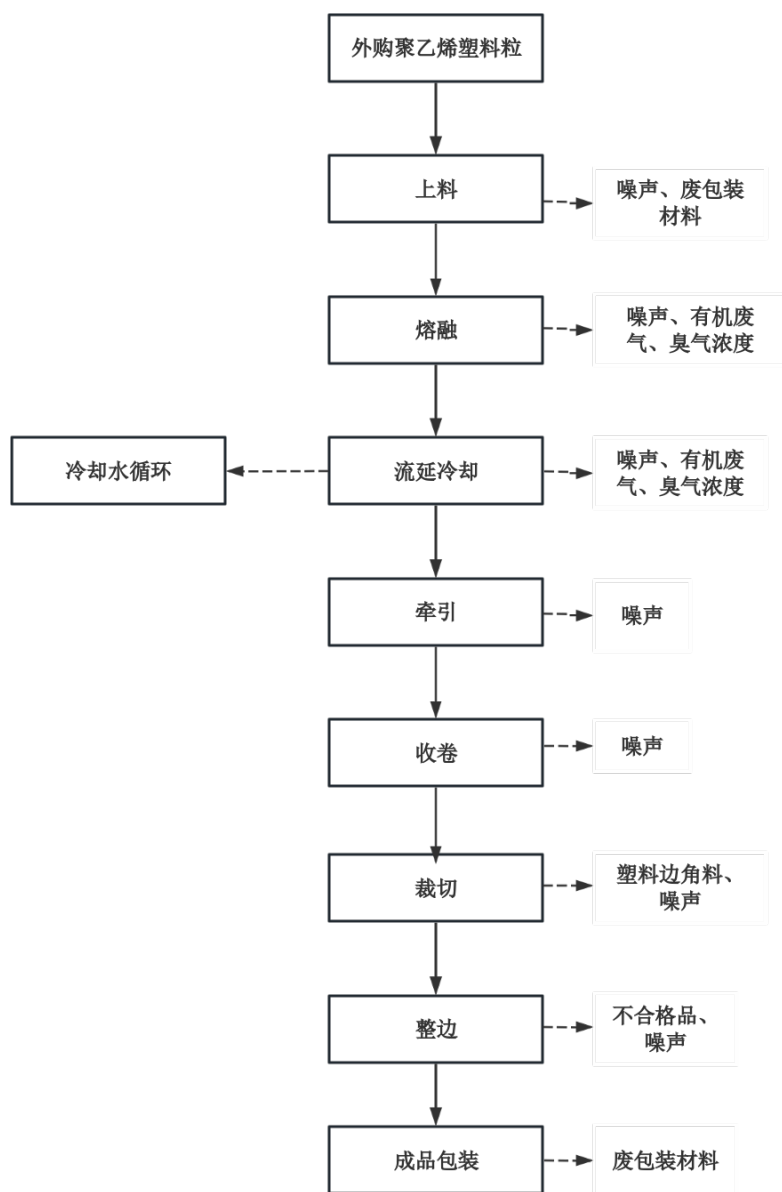 外购聚乙烯塑料粒
上料
噪声、废包装
材料
熔融
噪声、有机废
气、臭气浓度
冷却水循环
流延冷却
噪声、有机废
气、臭气浓度
牵引
噪声
收卷
噪声
裁切
塑料边角料、
噪声
整边
不合格品、
噪声
成品包装
废包装材料